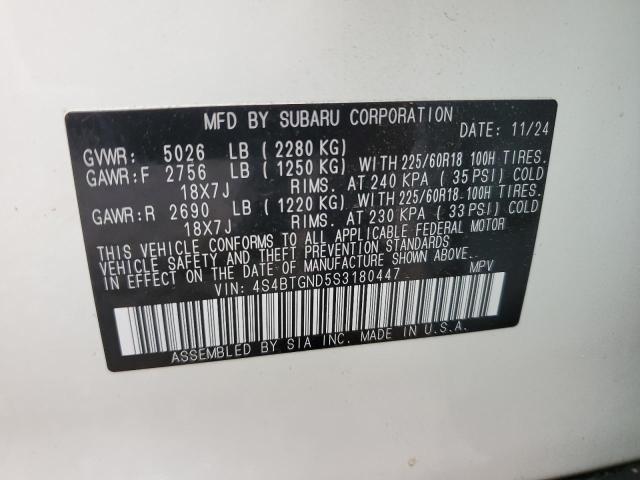 MFD BY SUBARU CORPORATION
DATE: 11/24
GVWR: 5026 LB ( 2280 KG)
GAWR:F 2756 LB ( 1250 KG) WITH 225/60R18 100H TIRES.
18X7J RIMS. AT 240 KPA ( 35 PSI) COLD
GAWR:R 2690 LB ( 1220 KG) WITH 225/60R18 100H TIRES.
18X7J RIMS. AT 230 KPA ( 33 PSI) COLD
THIS VEHICLE CONFORMS TO ALL APPLICABLE FEDERAL MOTOR
VEHICLE SAFETY AND THEFT PREVENTION STANDARDS
IN EFFECT ON THE DATE OF MANUFACTURE SHOWN ABOVE.
VIN: 4S4BTGND5S3180447 MPV
ASSEMBLED BY SIA INC. MADE IN U.S.A.